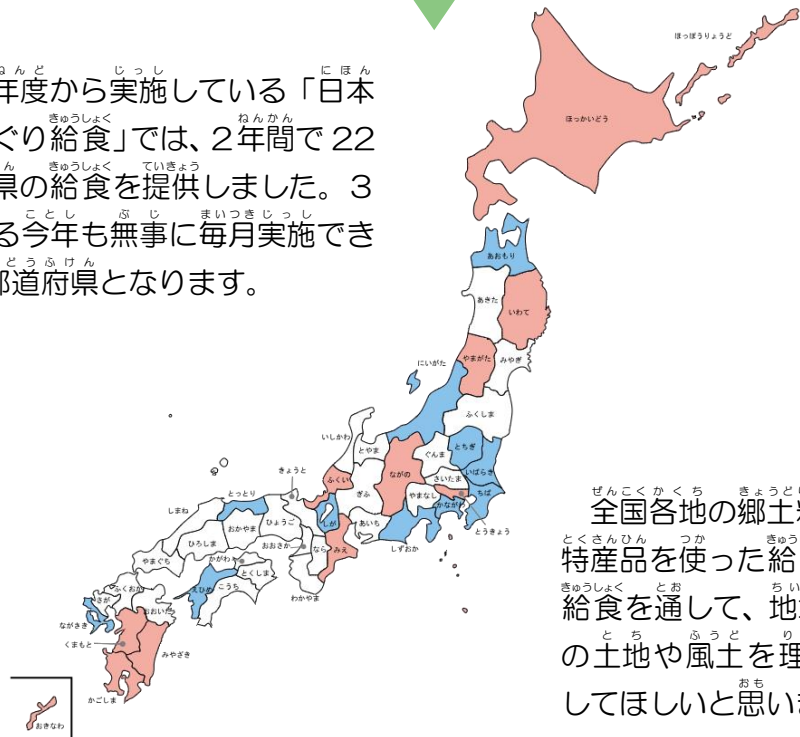 年度から実施している「日本
ぐり給食」では、2年間で22
県の給食を提供しました。3
る今年も無事に毎月実施でき
都道府県となります。
ほっぽうりょうど
ほっかいどう
あおもり
あきた
いわて
やまがた
みやぎ
にいがた
ふくしま
いしかわ
とやま
ぐんま
とちぎ
いばらき
ふくい
ながの
さいたま
ちば
きょうと
ぎふ
やまなし
かながわ
とうきょう
とっとり
しが
しまね
おかやま
ひょうご
あいち
しずおか
ひろしま
おおさか
なら
みえ
やまぐち
かがわ
とくしま
わかやま
ふくおか
えひめ
こうち
さが
おおいた
ながさき
くまもと
みやざき
かごしま
おきなわ
全国各地の郷土料
特産品を使った給
給食を通して、地
の土地や風土を理
してほしいと思いま